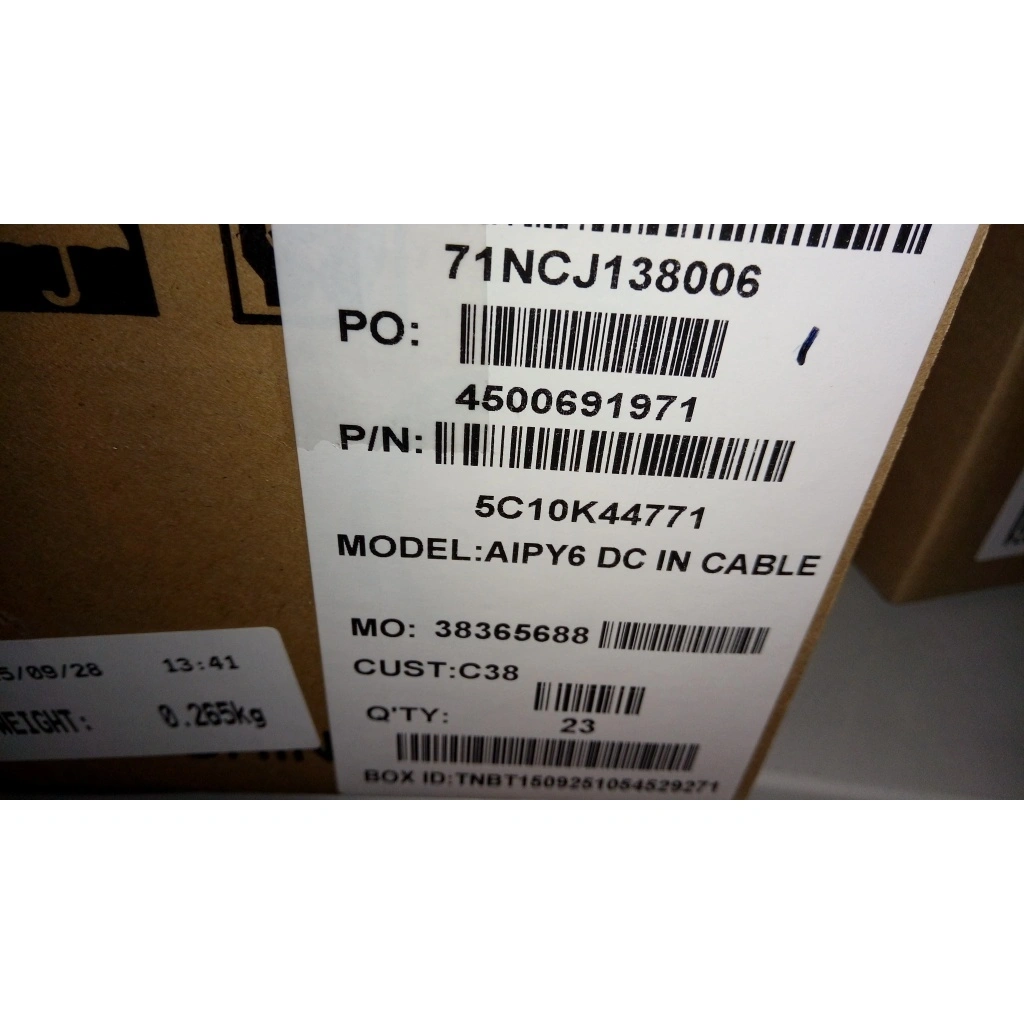 71NCJ138006
PO:
4500691971
P/N:
5C10K44771
MODEL:AIPY6 DC IN CABLE
MO: 38365688
CUST:C38
Q'TY:
23
BOX ID:TNBT1509251054529271
5/09/28 13:41
WEIGHT: 0.265kg